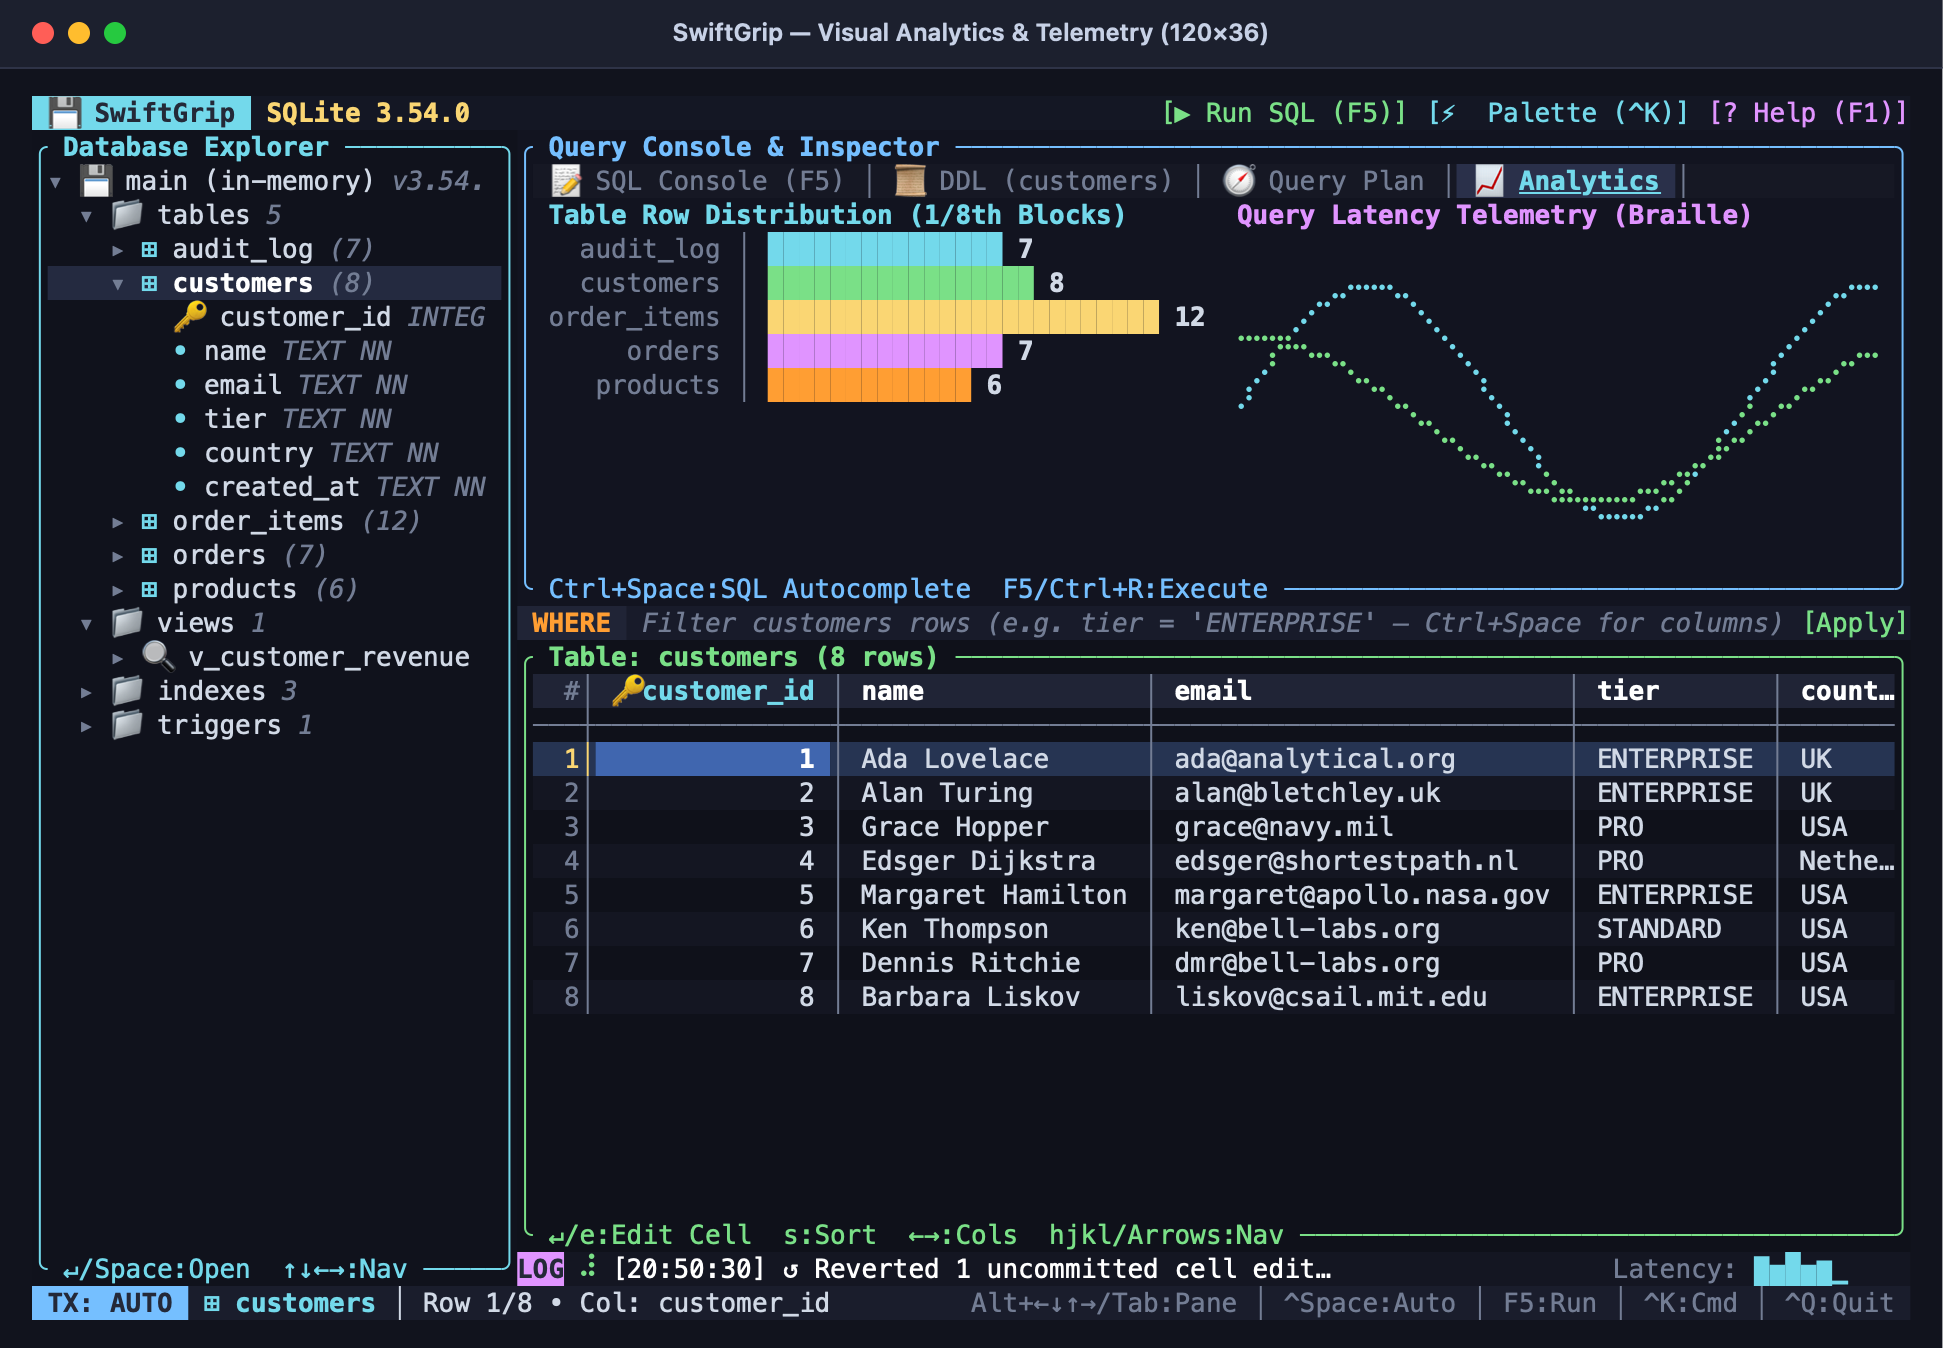 SwiftGrip — Visual Analytics & Telemetry (120×36)
SwiftGrip SQLite 3.54.0 [▶ Run SQL (F5)] [⚡ Palette (^K)] [? Help (F1)]
Database Explorer
▼ main (in-memory) v3.54.
▼ tables 5
▶ ⊞ audit_log (7)
▼ ⊞ customers (8)
customer_id INTEG
• name TEXT NN
• email TEXT NN
• tier TEXT NN
• country TEXT NN
• created_at TEXT NN
▶ ⊞ order_items (12)
▶ ⊞ orders (7)
▶ ⊞ products (6)
▼ views 1
▶ v_customer_revenue
▶ indexes 3
▶ triggers 1
↵/Space:Open ↑↓←→:Nav
Query Console & Inspector
SQL Console (F5) │ DDL (customers) │ Query Plan │ Analytics │
Table Row Distribution (1/8th Blocks)
audit_log │ 7
customers │ 8
order_items │ 12
orders │ 7
products │ 6
Query Latency Telemetry (Braille)
Ctrl+Space:SQL Autocomplete F5/Ctrl+R:Execute
WHERE Filter customers rows (e.g. tier = 'ENTERPRISE' — Ctrl+Space for columns) [Apply]
Table: customers (8 rows)
# │ customer_id │ name │ email │ tier │ count…
1 │ 1 │ Ada Lovelace │ ada@analytical.org │ ENTERPRISE │ UK
2 │ 2 │ Alan Turing │ alan@bletchley.uk │ ENTERPRISE │ UK
3 │ 3 │ Grace Hopper │ grace@navy.mil │ PRO │ USA
4 │ 4 │ Edsger Dijkstra │ edsger@shortestpath.nl │ PRO │ Nethe…
5 │ 5 │ Margaret Hamilton │ margaret@apollo.nasa.gov │ ENTERPRISE │ USA
6 │ 6 │ Ken Thompson │ ken@bell-labs.org │ STANDARD │ USA
7 │ 7 │ Dennis Ritchie │ dmr@bell-labs.org │ PRO │ USA
8 │ 8 │ Barbara Liskov │ liskov@csail.mit.edu │ ENTERPRISE │ USA
↵/e:Edit Cell s:Sort ←→:Cols hjkl/Arrows:Nav
LOG [20:50:30] ↺ Reverted 1 uncommitted cell edit… Latency:
TX: AUTO ⊞ customers │ Row 1/8 • Col: customer_id Alt+←↓↑→/Tab:Pane │ ^Space:Auto │ F5:Run │ ^K:Cmd │ ^Q:Quit